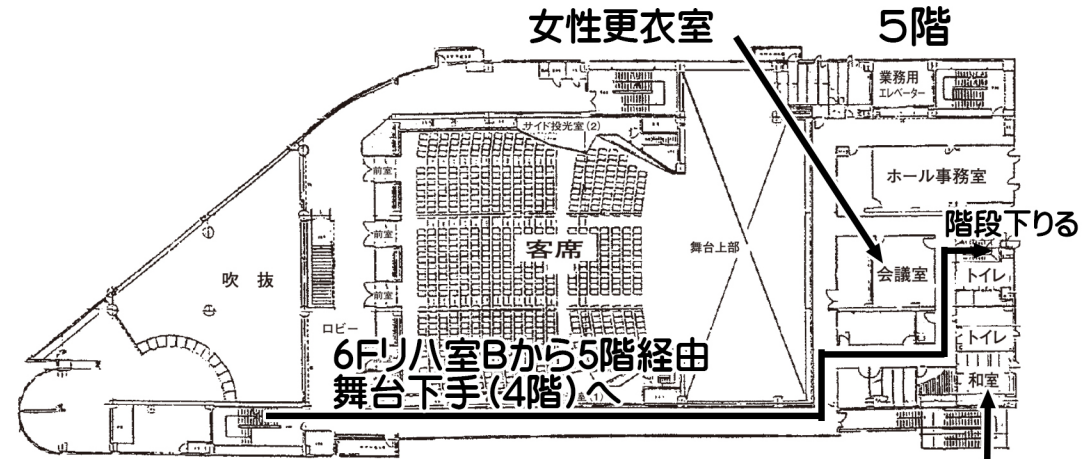 女性更衣室
5階
業務用
エレベーター
サイド投光室(2)
前室
ホール事務室
階段下りる
前室
客席
舞台上部
会議室
トイレ
吹 抜
前室
ロビー
トイレ
6Fリハ室Bから5階経由
舞台下手(4階)へ
和室